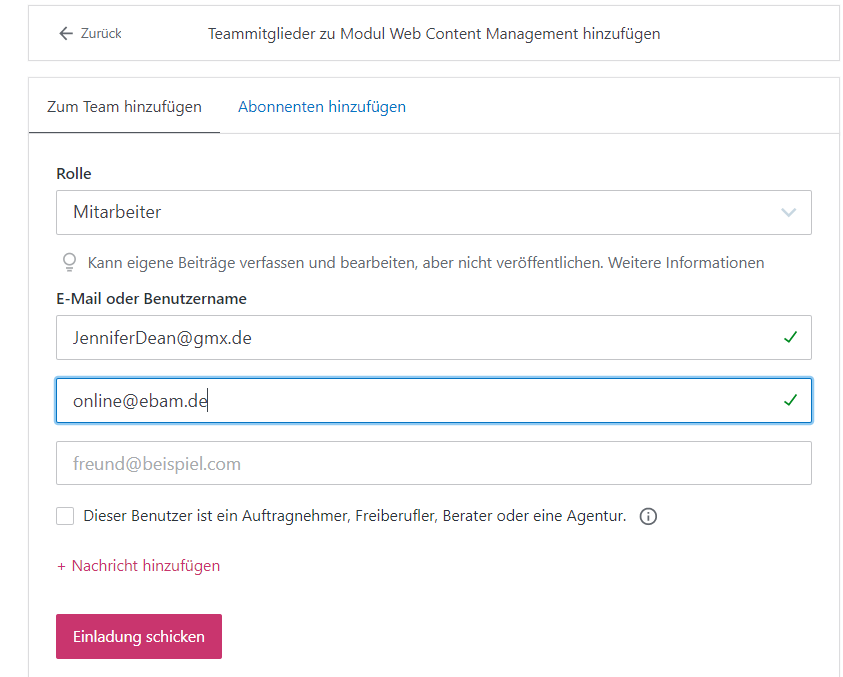 ← Zurück
Teammitglieder zu Modul Web Content Management hinzufügen
Zum Team hinzufügen
Abonnenten hinzufügen
Rolle
Mitarbeiter
Kann eigene Beiträge verfassen und bearbeiten, aber nicht veröffentlichen. Weitere Informationen
E-Mail oder Benutzername
JenniferDean@gmx.de
online@ebam.de
freund@beispiel.com
Dieser Benutzer ist ein Auftragnehmer, Freiberufler, Berater oder eine Agentur.
+ Nachricht hinzufügen
Einladung schicken